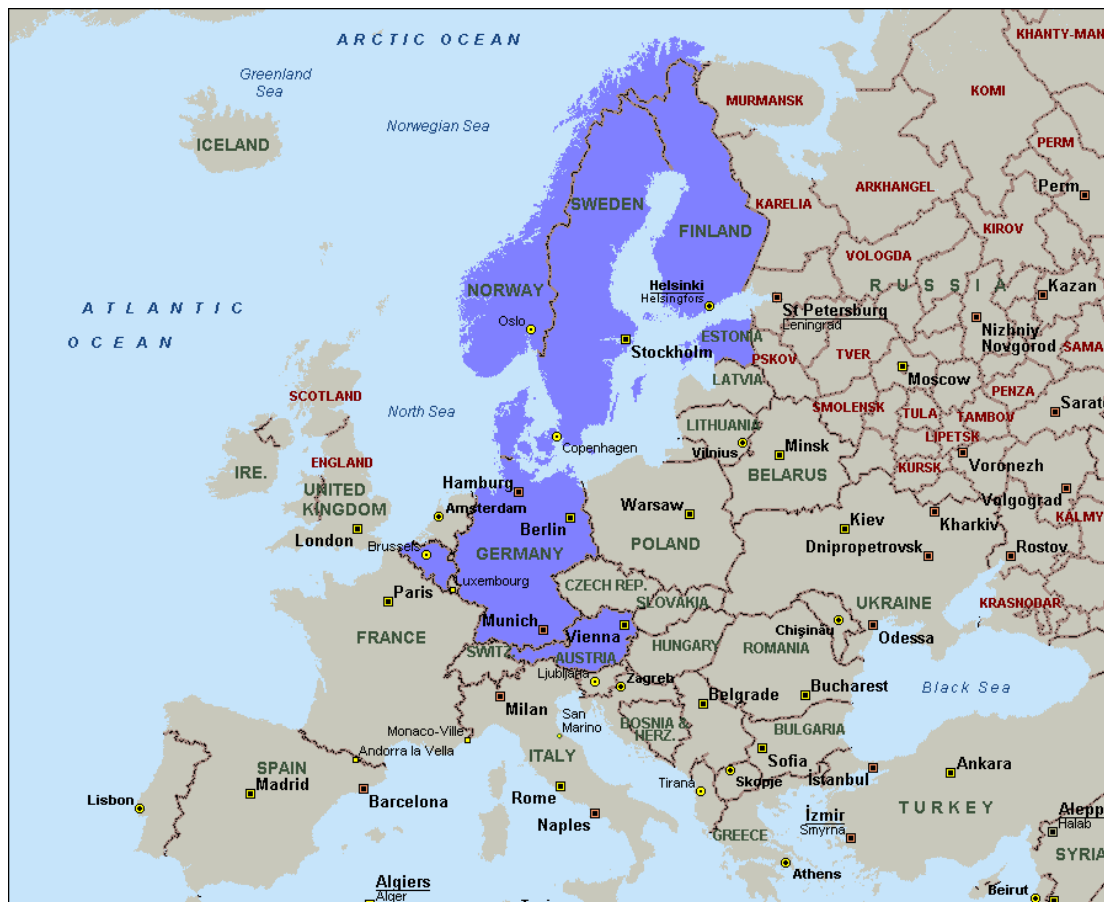 ARCTIC OCEAN
KHANTY-MAN
Greenland
Sea
KOMI
MURMANSK
Norwegian Sea
ICELAND
PERM
Perm
ARKHANGEL
SWEDEN
KARELIA
FINLAND
KIROV
VOLOGDA
RUSSIA
Helsinki
Helsingfors
NORWAY
Kazan
ATLANTIC
OCEAN
St Petersburg
Leningrad
Oslo
Nizhniy
Novgorod
ESTONIA
Stockholm
PSKOV
TVER
SAMA
Moscow
LATVIA
SCOTLAND
PENZA
North Sea
SMOLENSK
TULA
TAMBOV
Sarato
LITHUANIA
LIPETSK
Copenhagen
Vilnius
Minsk
ENGLAND
IRE.
BELARUS
KURSK
Voronezh
Hamburg
UNITED
KINGDOM
Volgograd
Warsaw
Amsterdam
KALMY
Berlin
Kiev
Kharkiv
London
Brussels
GERMANY
POLAND
Dnipropetrovsk
Rostov
Luxembourg
CZECH REP.
Paris
SLOVAKIA
UKRAINE
KRASNODAR
Munich
Vienna
Chişinău
Odessa
FRANCE
SWITZ.
AUSTRIA
HUNGARY
ROMANIA
Ljubljana
Zagreb
Black Sea
Milan
Belgrade
Bucharest
San
Marino
BOSNIA &
HERZ.
Monaco-Ville
BULGARIA
Andorra la Vella
ITALY
Sofia
SPAIN
Madrid
Skopje
İstanbul
Ankara
Tirana
Lisbon
Barcelona
Rome
Naples
TURKEY
İzmir
Smyrna
Alepp
Halab
GREECE
SYRIA
Athens
Algiers
Alger
Beirut